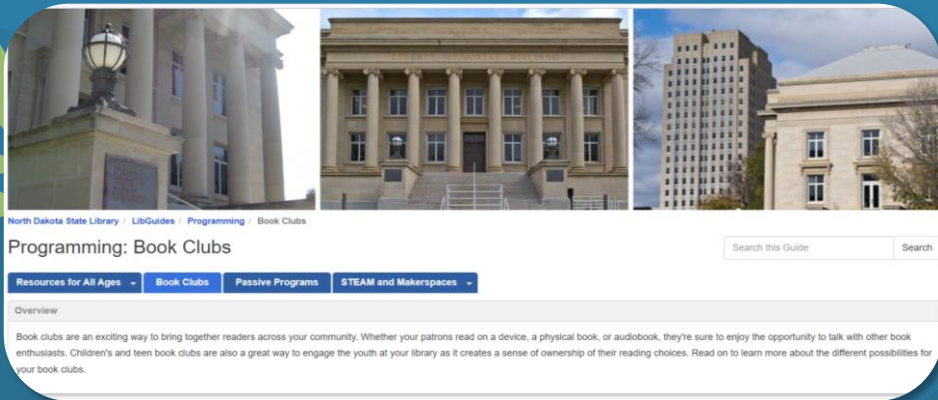 LIBERTY MEMORIAL BUILDING
North Dakota State Library / LibGuides / Programming / Book Clubs
Programming: Book Clubs
Search this Guide Search
Resources for All Ages Book Clubs Passive Programs STEAM and Makerspaces
Overview
Book clubs are an exciting way to bring together readers across your community. Whether your patrons read on a device, a physical book, or audiobook, they're sure to enjoy the opportunity to talk with other book
enthusiasts. Children's and teen book clubs are also a great way to engage the youth at your library as it creates a sense of ownership of their reading choices. Read on to learn more about the different possibilities for
your book clubs.